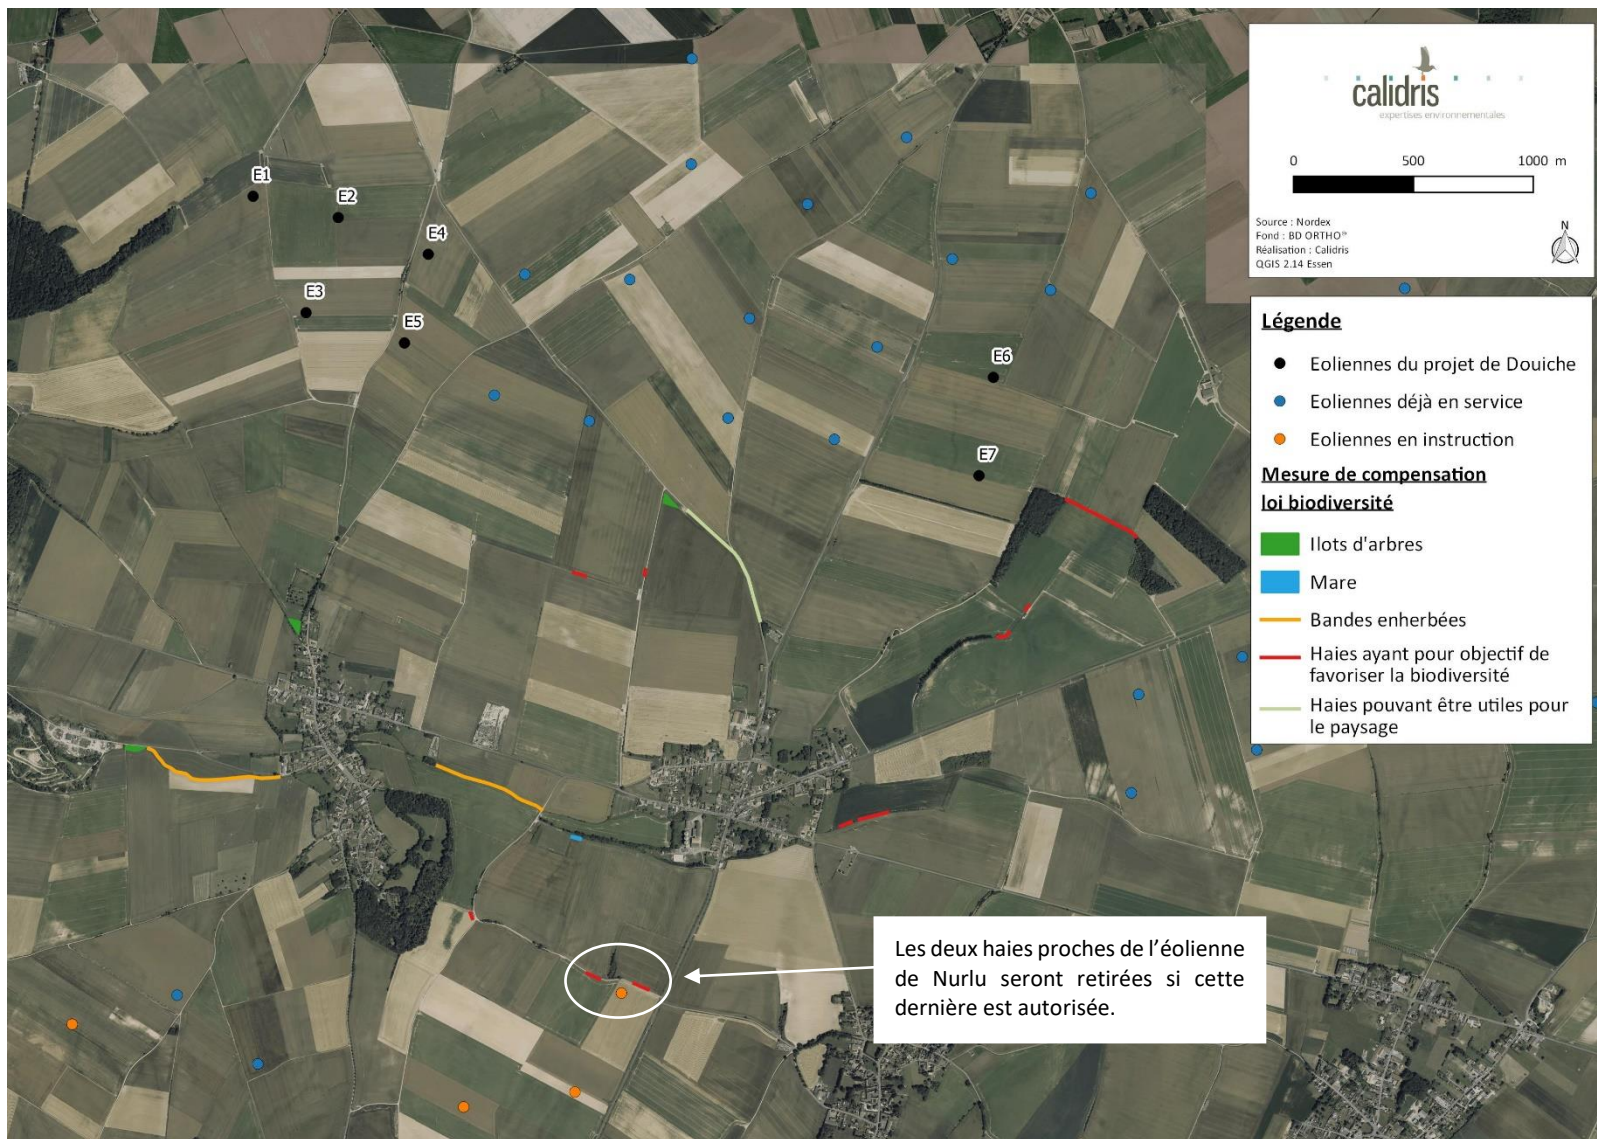 calidris
expertises environnementales
0 500 1000 m
Source : Nordex
Fond : BD ORTHO®
Réalisation : Calidris
QGIS 2.14 Essen
N
Légende
Eoliennes du projet de Douiche
Eoliennes déjà en service
Eoliennes en instruction
Mesure de compensation
loi biodiversité
Ilots d'arbres
Mare
Bandes enherbées
Haies ayant pour objectif de
favoriser la biodiversité
Haies pouvant être utiles pour
le paysage
E1
E2
E4
E3
E5
E6
E7
Les deux haies proches de l’éolienne
de Nurlu seront retirées si cette
dernière est autorisée.